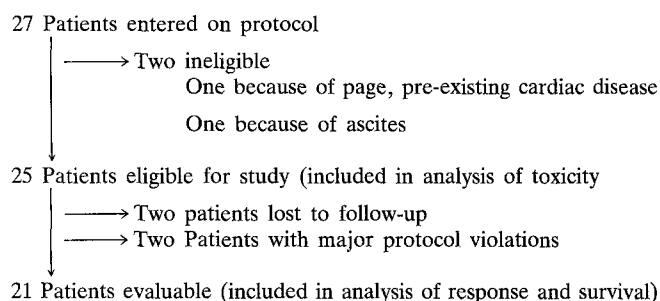 27 Patients entered on protocol
Two ineligible
One because of page, pre-existing cardiac disease
One because of ascites
25 Patients eligible for study (included in analysis of toxicity
Two patients lost to follow-up
Two Patients with major protocol violations
21 Patients evaluable (included in analysis of response and survival)